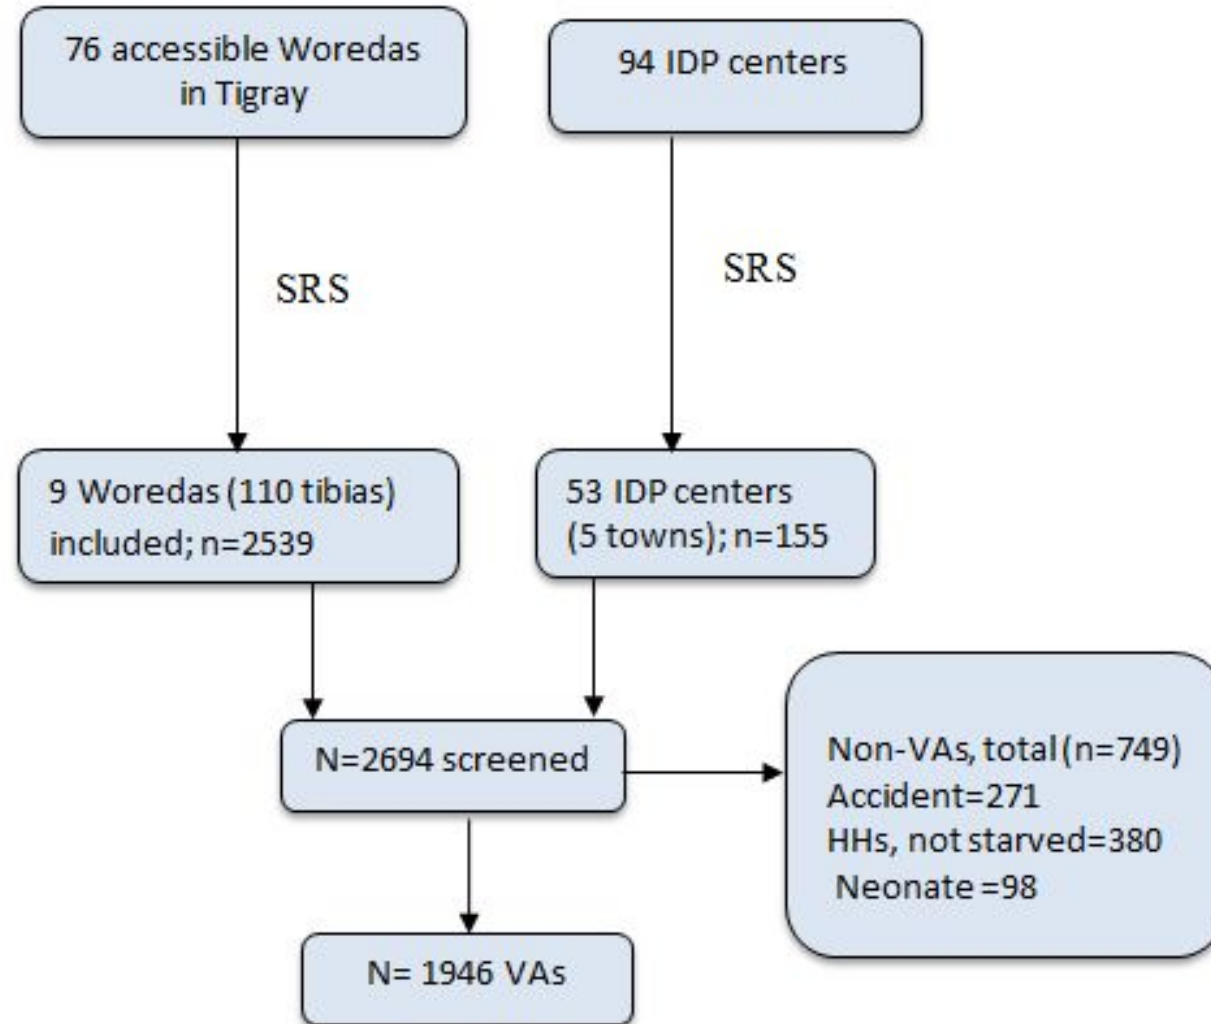 76 accessible Woredas
in Tigray
94 IDP centers
SRS
SRS
9 Woredas (110 tibias)
included; n=2539
53 IDP centers
(5 towns); n=155
N=2694 screened
Non-VAs, total (n=749)
Accident=271
HHs, not starved=380
Neonate =98
N= 1946 VAs